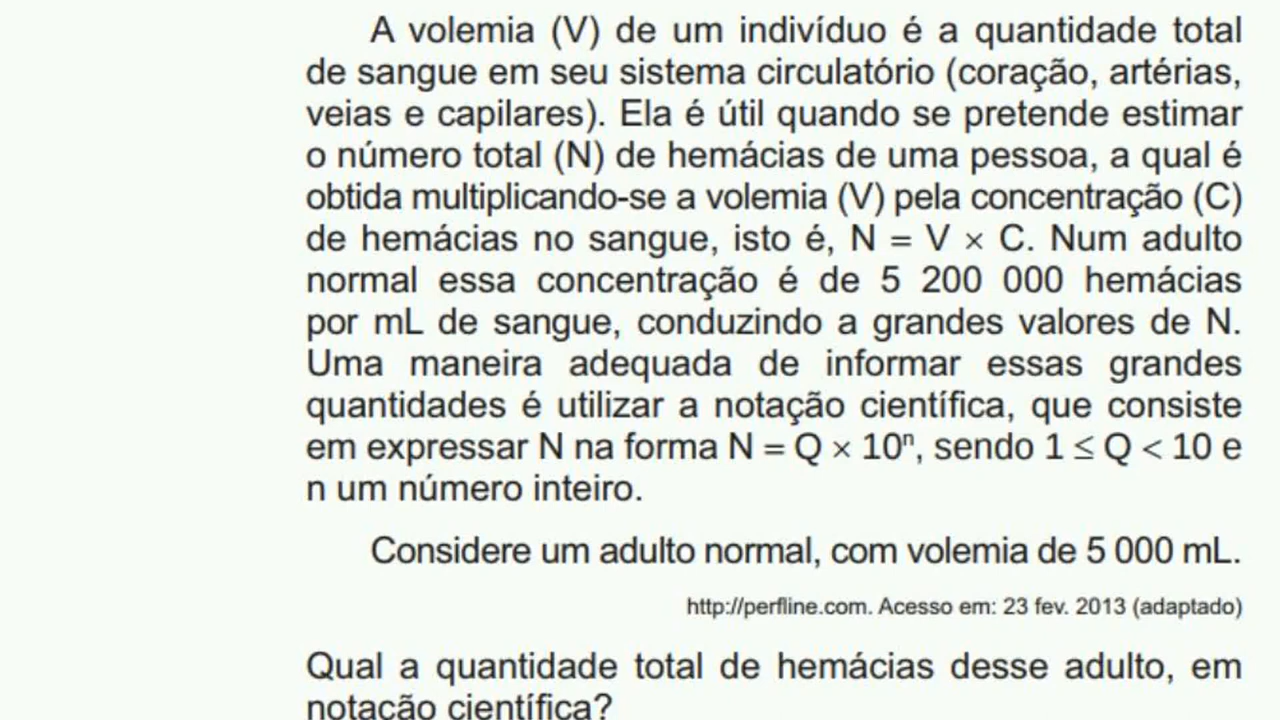 A volemia (V) de um indivíduo é a quantidade total
de sangue em seu sistema circulatório (coração, artérias,
veias e capilares). Ela é útil quando se pretende estimar
o número total (N) de hemácias de uma pessoa, a qual é
obtida multiplicando-se a volemia (V) pela concentração (C)
de hemácias no sangue, isto é, N = V × C. Num adulto
normal essa concentração é de 5 200 000 hemácias
por mL de sangue, conduzindo a grandes valores de N.
Uma maneira adequada de informar essas grandes
quantidades é utilizar a notação científica, que consiste
em expressar N na forma N = Q × 10ⁿ, sendo 1 ≤ Q < 10 e
n um número inteiro.
Considere um adulto normal, com volemia de 5 000 mL.
http://perfline.com. Acesso em: 23 fev. 2013 (adaptado)
Qual a quantidade total de hemácias desse adulto, em
notação científica?